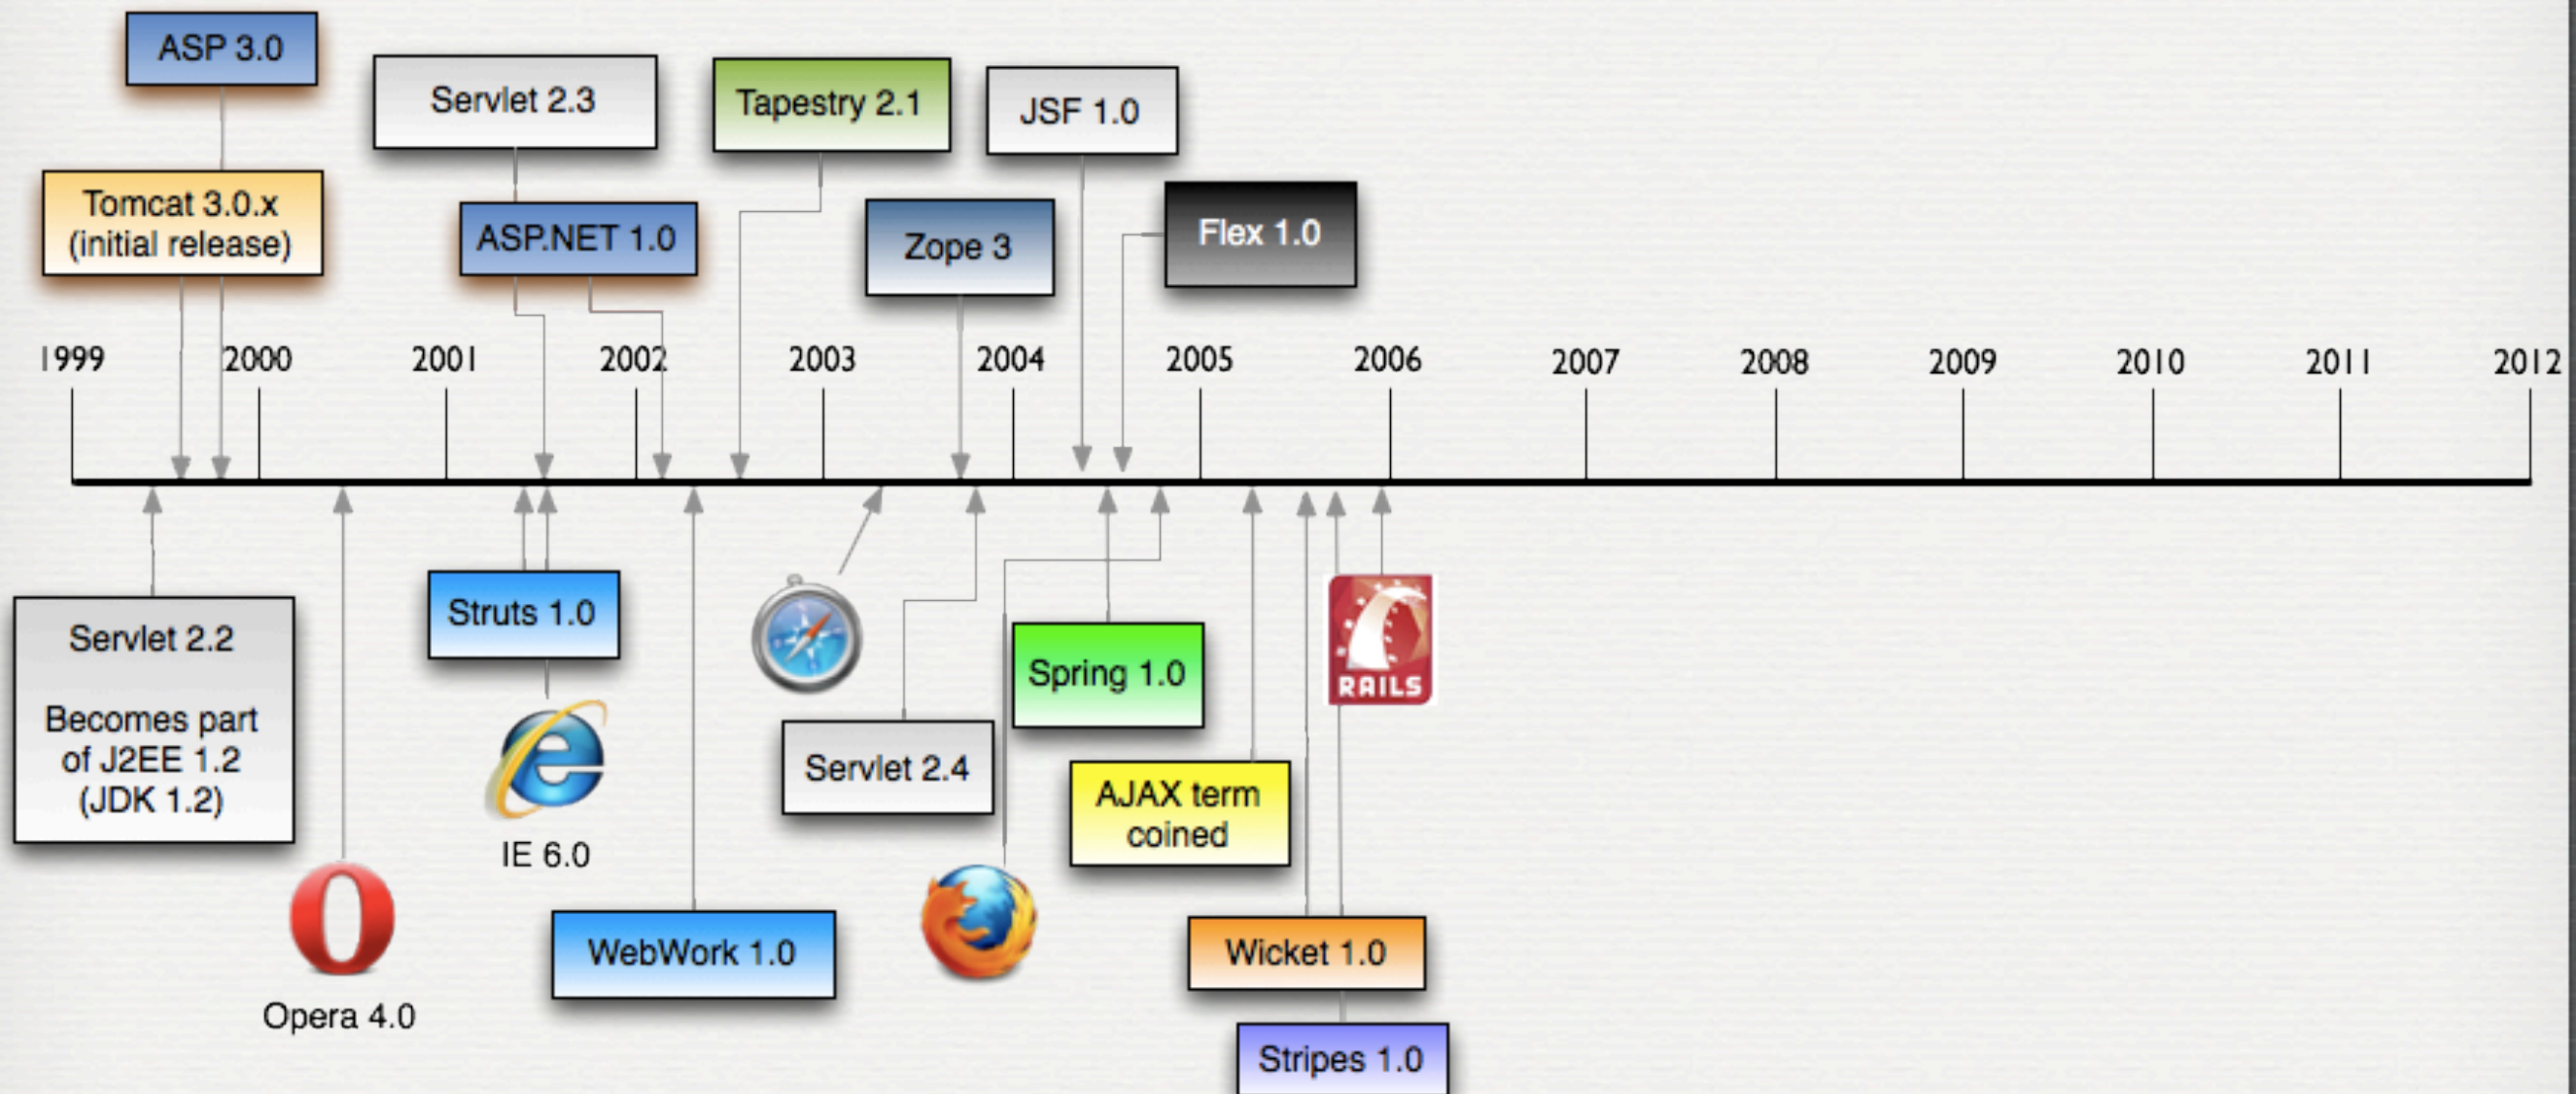 ASP 3.0
Servlet 2.3
Tapestry 2.1
JSF 1.0
Tomcat 3.0.x
(initial release)
ASP.NET 1.0
Zope 3
Flex 1.0
1999 2000 2001 2002 2003 2004 2005 2006 2007 2008 2009 2010 2011 2012
Servlet 2.2
Becomes part
of J2EE 1.2
(JDK 1.2)
Opera 4.0
Struts 1.0
IE 6.0
WebWork 1.0
Servlet 2.4
Spring 1.0
AJAX term
coined
RAILS
Wicket 1.0
Stripes 1.0